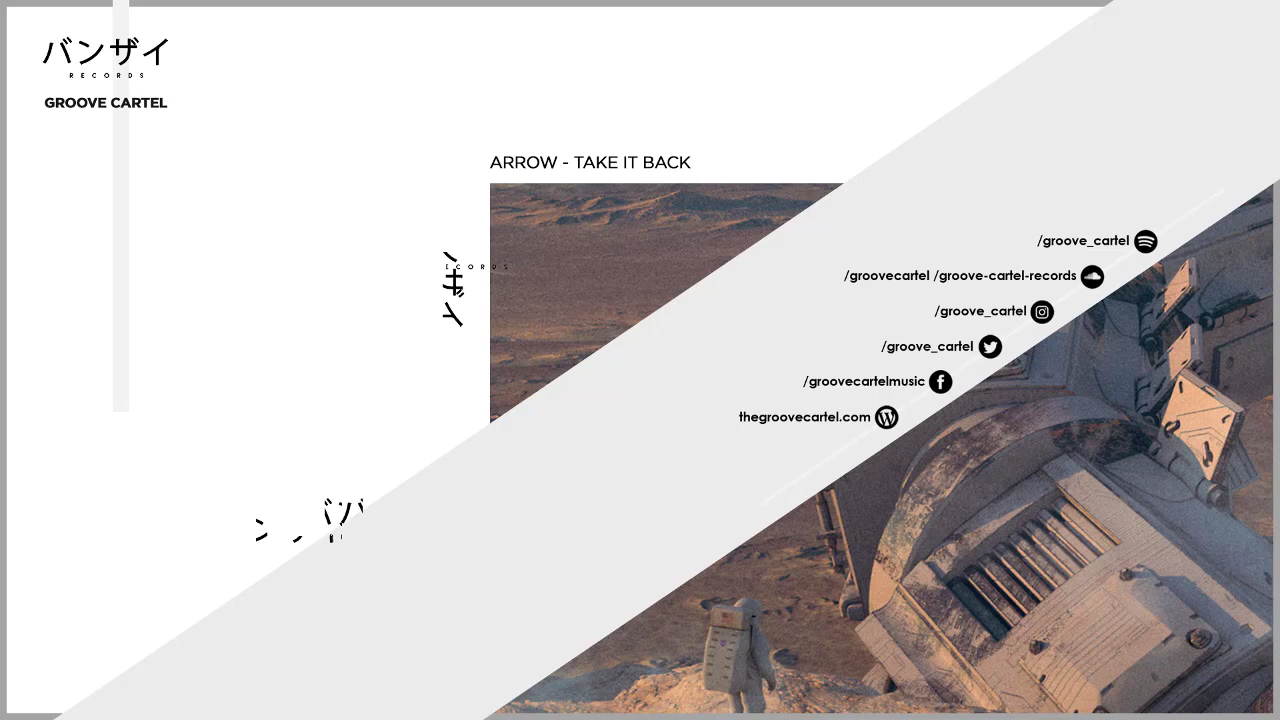 バンザイ
RECORDS
GROOVE CARTEL
ARROW - TAKE IT BACK
/groove_cartel
/groovecartel /groove-cartel-records
/groove_cartel
/groove_cartel
/groovecartelmusic
thegroovecartel.com